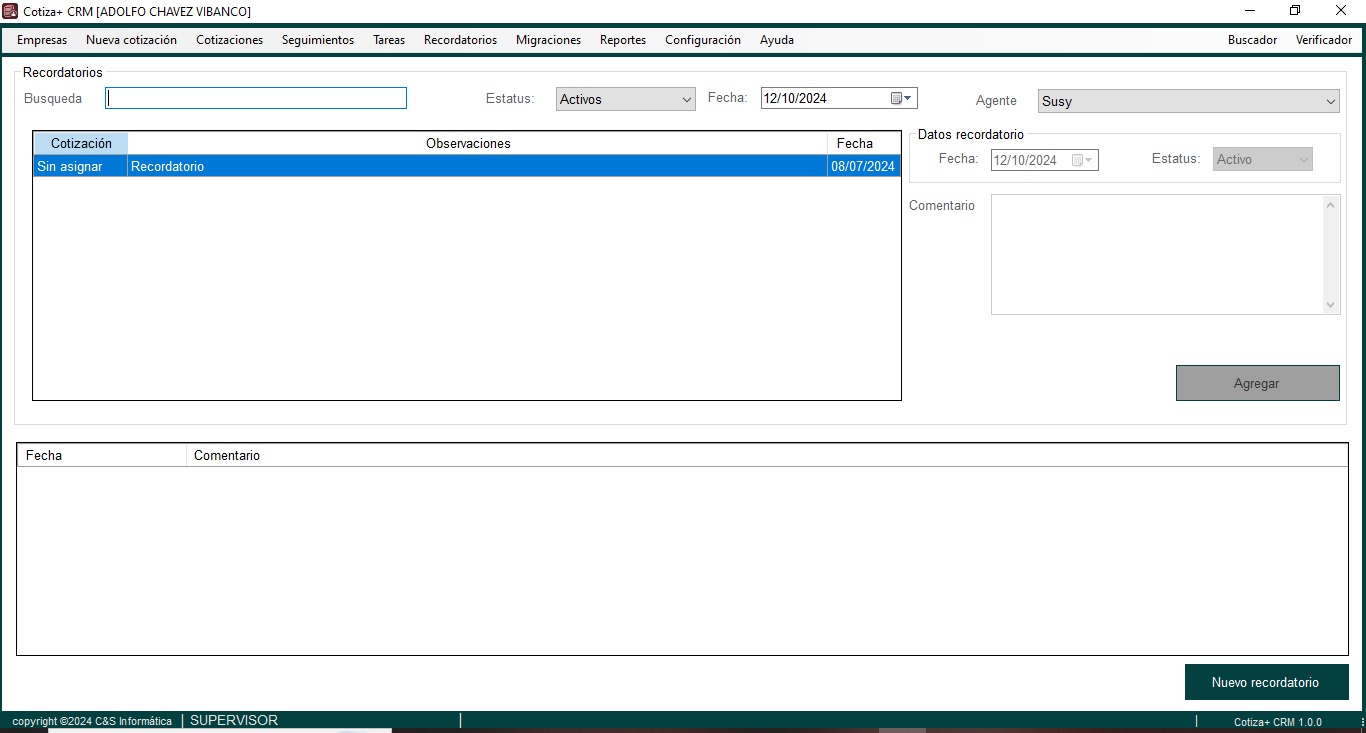 Cotiza+ CRM [ADOLFO CHAVEZ VIBANCO]
Empresas Nueva cotización Cotizaciones Seguimientos Tareas Recordatorios Migraciones Reportes Configuración Ayuda Buscador Verificador
Recordatorios
Busqueda Estatus: Activos Fecha: 12/10/2024 Agente Susy
Cotización Observaciones Fecha
Sin asignar Recordatorio 08/07/2024
Datos recordatorio
Fecha: 12/10/2024 Estatus: Activo
Comentario
Agregar
Fecha Comentario
Nuevo recordatorio
copyright ©2024 C&S Informática | SUPERVISOR | | Cotiza+ CRM 1.0.0